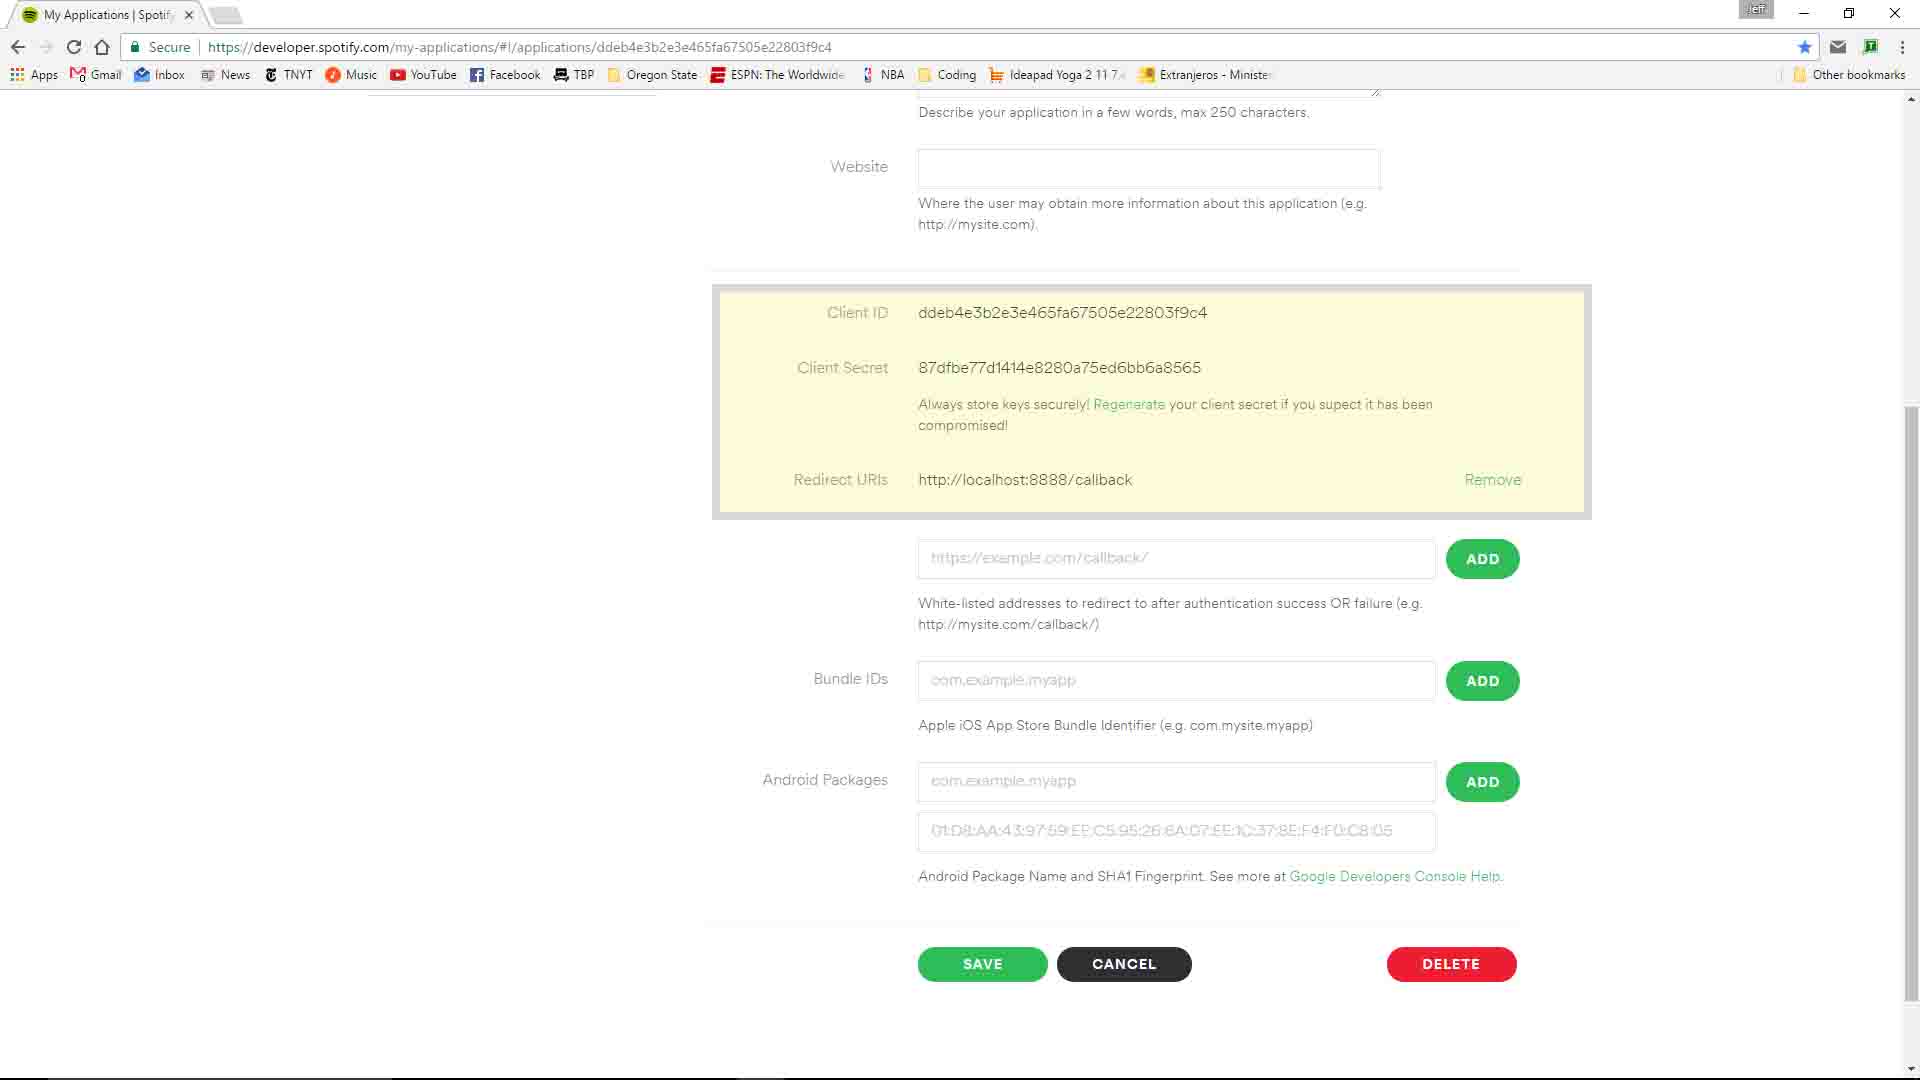 My Applications | Spotify
Jeff
Secure https://developer.spotify.com/my-applications/#!/applications/ddeb4e3b2e3e465fa67505e22803f9c4
Apps Gmail Inbox News TNYT Music YouTube Facebook TBP Oregon State ESPN: The Worldwide NBA Coding Ideapad Yoga 2 11 7. Extranjeros - Minister Other bookmarks
Describe your application in a few words, max 250 characters.
Website
Where the user may obtain more information about this application (e.g.
http://mysite.com).
Client ID ddeb4e3b2e3e465fa67505e22803f9c4
Client Secret 87dfbe77d1414e8280a75ed6bb6a8565
Always store keys securely! Regenerate your client secret if you supect it has been
compromised!
Redirect URIs http://localhost:8888/callback Remove
https://example.com/callback/ ADD
White-listed addresses to redirect to after authentication success OR failure (e.g.
http://mysite.com/callback/)
Bundle IDs com.example.myapp ADD
Apple iOS App Store Bundle Identifier (e.g. com.mysite.myapp)
Android Packages com.example.myapp ADD
01:D8:AA:43:97:59:EE:C5:95:26:6A:07:EE:1C:37:8E:F4:F0:C8:05
Android Package Name and SHA1 Fingerprint. See more at Google Developers Console Help.
SAVE CANCEL DELETE